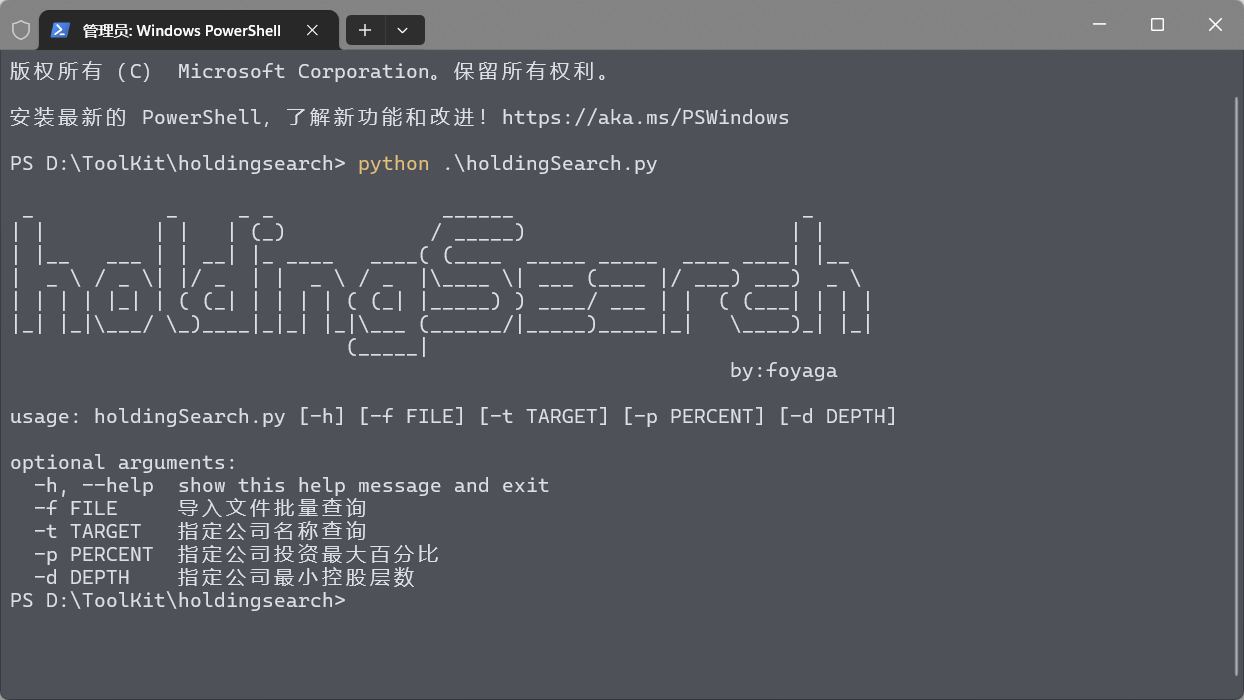 管理员: Windows PowerShell
版权所有 (C)  Microsoft Corporation。保留所有权利。
安装最新的 PowerShell，了解新功能和改进！https://aka.ms/PSWindows
PS D:\ToolKit\holdingsearch> python .\holdingSearch.py
holdingSearch
by:foyaga
usage: holdingSearch.py [-h] [-f FILE] [-t TARGET] [-p PERCENT] [-d DEPTH]
optional arguments:
  -h, --help  show this help message and exit
  -f FILE     导入文件批量查询
  -t TARGET   指定公司名称查询
  -p PERCENT  指定公司投资最大百分比
  -d DEPTH    指定公司最小控股层数
PS D:\ToolKit\holdingsearch>